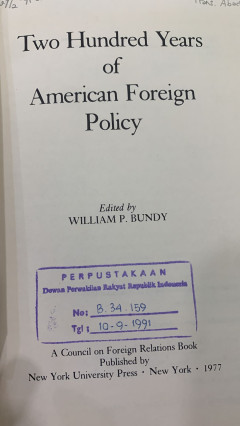 Two Hundred Years
of
American Foreign
Policy
Edited by
WILLIAM P. BUNDY
PERPUSTAKAAN
Dewan Perwakilan Rakyat Republik Indonesia
No: B.34.159
Tgl: 10-9-1991
A Council on Foreign Relations Book
Published by
New York University Press • New York • 1977